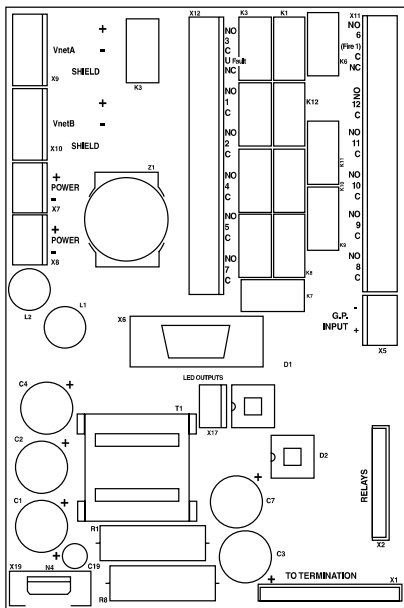 X12
K3
K1
X11
VnetA
+
-
X9
SHIELD
K3
NO
3
C
U Fault
NC
NO
6
(Fire 1)
C
NC
K6
VnetB
+
-
X10
SHIELD
NO
1
C
K12
NO
12
C
NO
2
C
K11
NO
11
C
Z1
+
POWER
-
X7
NO
4
C
K10
NO
10
C
+
POWER
-
X8
NO
5
C
K9
NO
9
C
NO
7
C
K8
NO
8
C
K7
L2
L1
X6
-
G.P.
INPUT
+
X5
D1
LED OUTPUTS
C4
+
T1
X17
C2
+
D2
C1
+
C7
+
RELAYS
X2
R1
C3
+
X19
N4
+
C19
R8
TO TERMINATION
X1